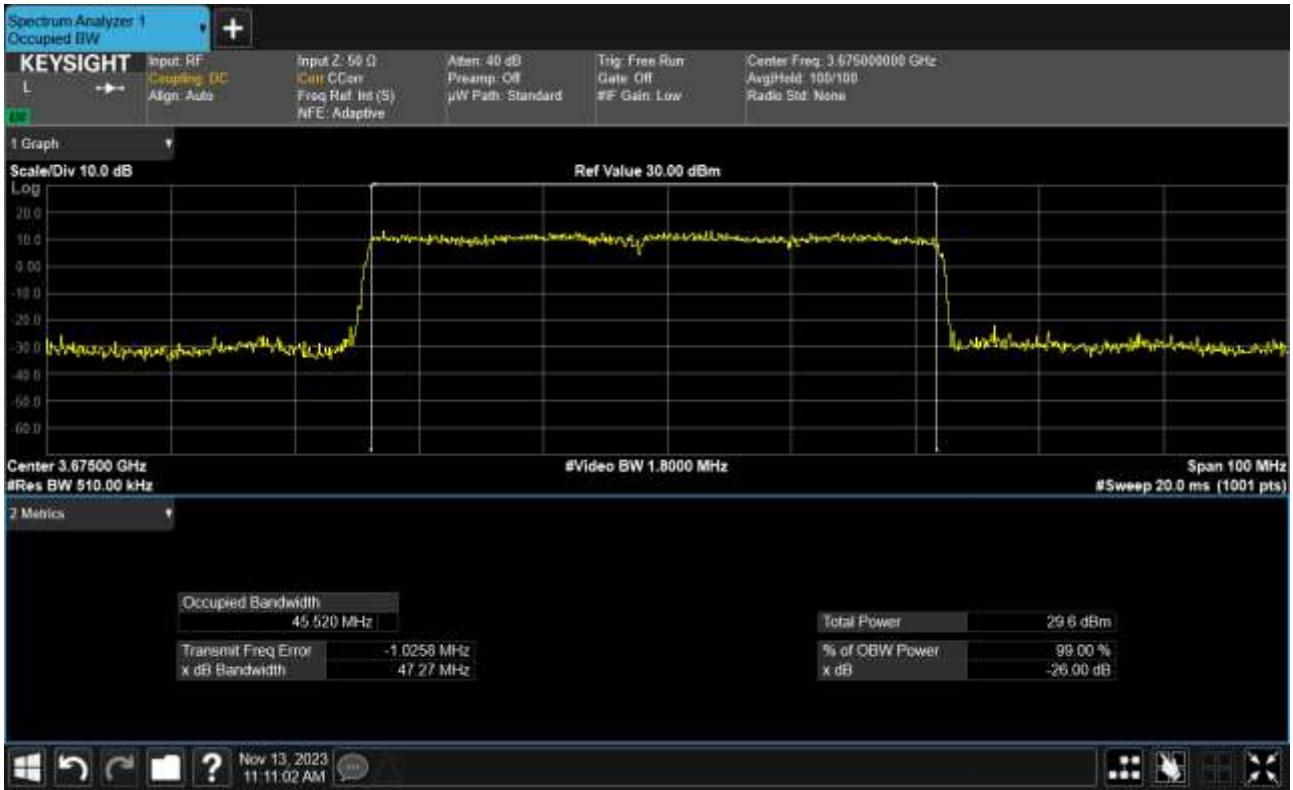 Spectrum Analyzer 1
Occupied BW
+
KEYSIGHT
L
Input: RF
Coupling: DC
Align: Auto
Input Z: 50 Ω
Corr CCorr
Freq Ref: Int (S)
NFE: Adaptive
Atten: 40 dB
Preamp: Off
µW Path: Standard
Trig: Free Run
Gate: Off
#IF Gain: Low
Center Freq: 3.675000000 GHz
Avg|Hold: 100/100
Radio Std: None
1 Graph
Scale/Div 10.0 dB
Ref Value 30.00 dBm
Log
20.0
10.0
0.00
-10.0
-20.0
-30.0
-40.0
-50.0
-60.0
Center 3.67500 GHz
#Video BW 1.8000 MHz
Span 100 MHz
#Res BW 510.00 kHz
#Sweep 20.0 ms (1001 pts)
2 Metrics
Occupied Bandwidth
45.520 MHz
Total Power 29.6 dBm
Transmit Freq Error -1.0258 MHz
% of OBW Power 99.00 %
x dB Bandwidth 47.27 MHz
x dB -26.00 dB
?
Nov 13, 2023
11:11:02 AM